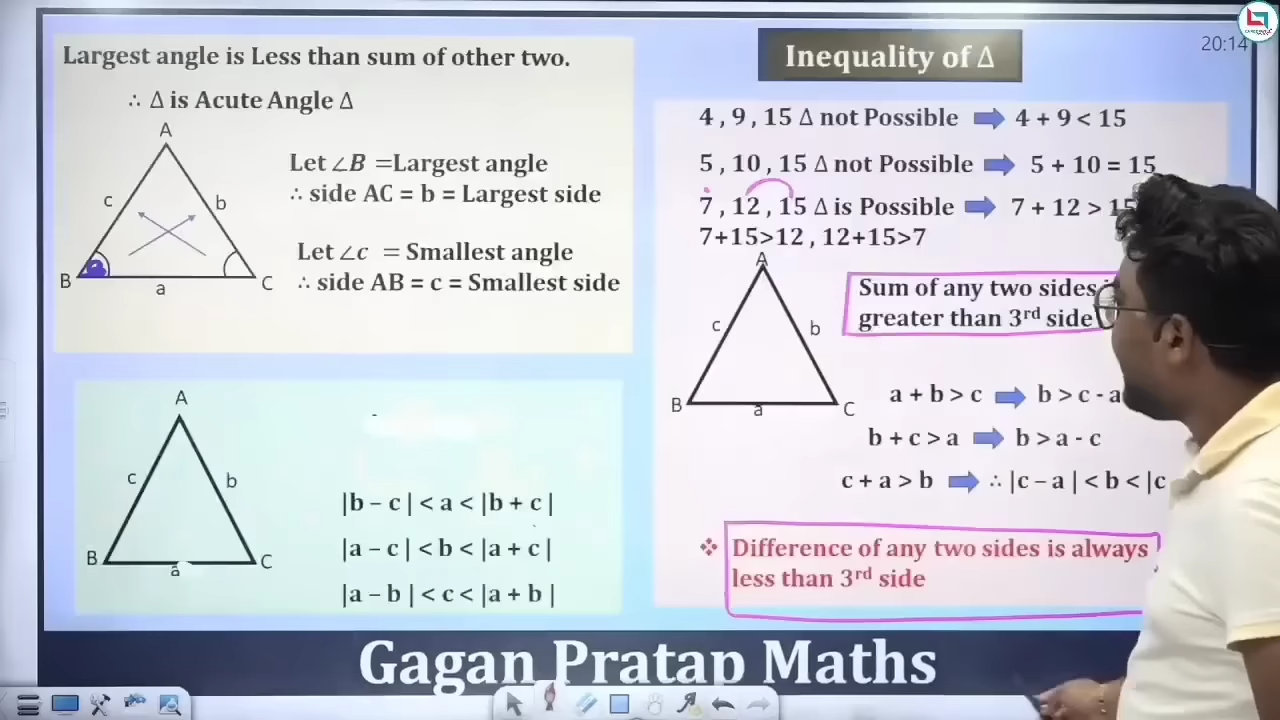 Largest angle is Less than sum of other two.
∴ Δ is Acute Angle Δ
A
c
b
B
a
C
Let ∠B =Largest angle
∴ side AC = b = Largest side
Let ∠c = Smallest angle
∴ side AB = c = Smallest side
A
c
b
B
a
C
|b – c| < a < |b + c|
|a – c| < b < |a + c|
|a – b | < c < |a + b |
Inequality of Δ
20:14
4 , 9 , 15 Δ not Possible ➡ 4 + 9 < 15
5 , 10 , 15 Δ not Possible ➡ 5 + 10 = 15
7 , 12 , 15 Δ is Possible ➡ 7 + 12 > 15
7+15>12 , 12+15>7
A
c
b
B
a
C
Sum of any two sides
greater than 3rd side
a + b > c ➡ b > c - a
b + c > a ➡ b > a - c
c + a > b ➡ ∴ |c – a | < b < |c
❖ Difference of any two sides is always
less than 3rd side
Gagan Pratap Maths